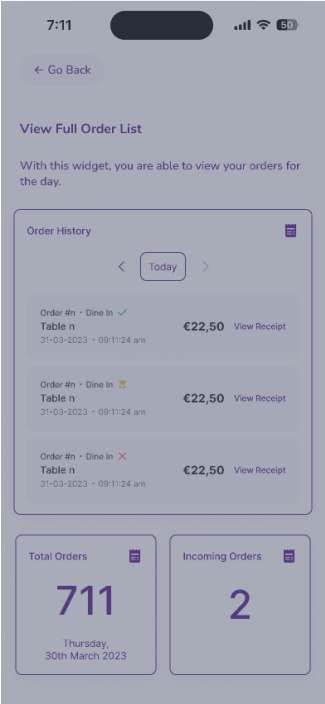 7:11
50
← Go Back
View Full Order List
With this widget, you are able to view your orders for
the day.
Order History
Today
Order #n • Dine In
Table n
31-03-2023 • 09:11:24 am
€22,50 View Receipt
Order #n • Dine In
Table n
31-03-2023 • 09:11:24 am
€22,50 View Receipt
Order #n • Dine In
Table n
31-03-2023 • 09:11:24 am
€22,50 View Receipt
Total Orders
711
Thursday,
30th March 2023
Incoming Orders
2